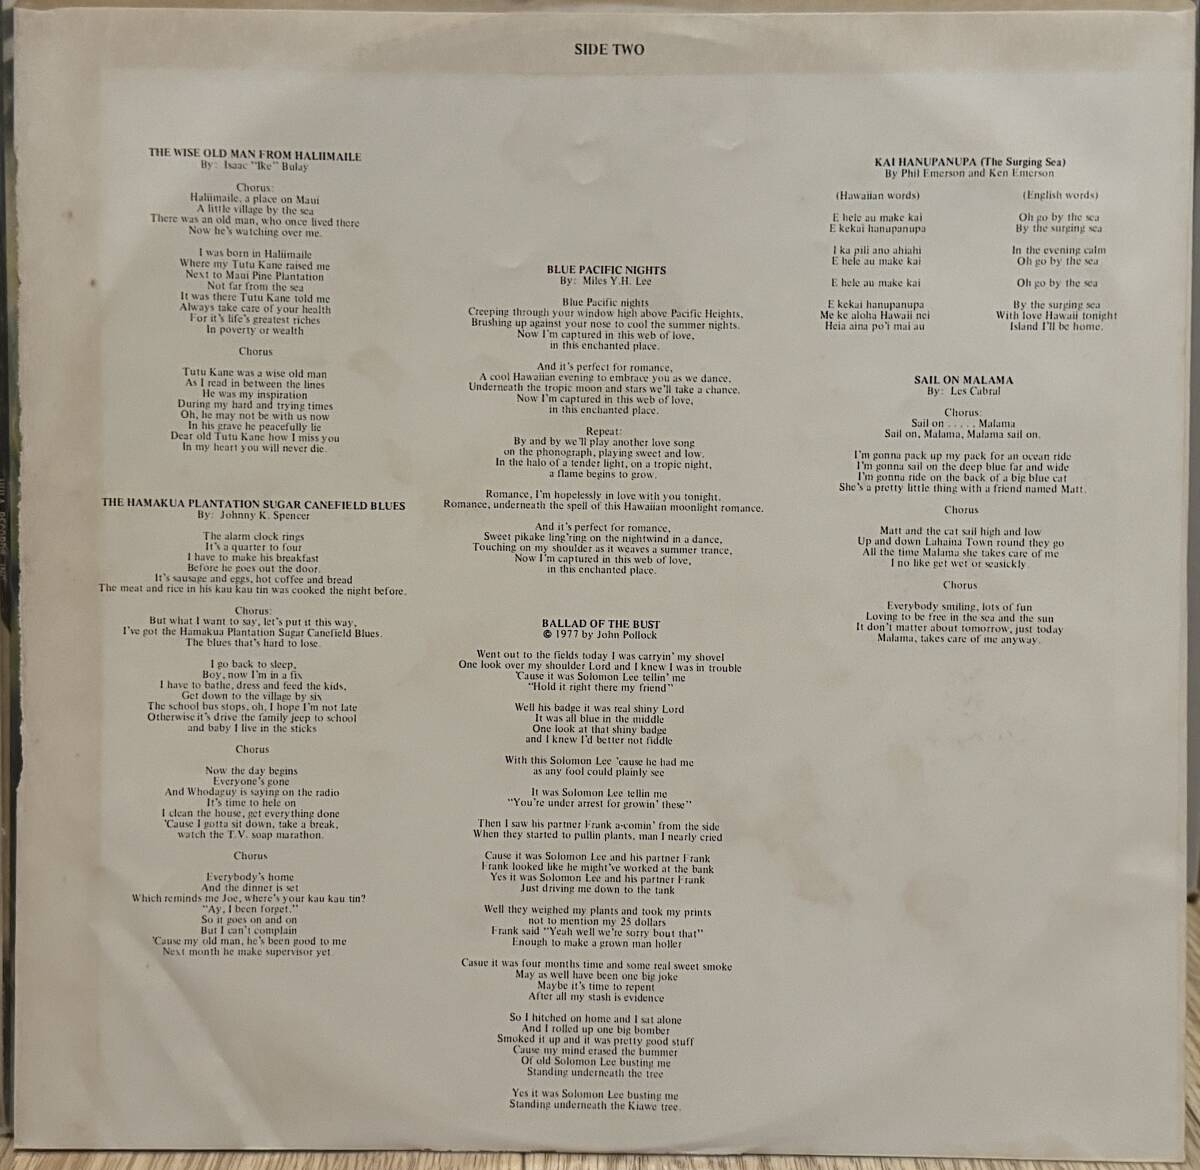 SIDE TWO
THE WISE OLD MAN FROM HALIIMAILE
By: Isaac "Ike" Bulay
Chorus:
Haliimaile, a place on Maui
A little village by the sea
There was an old man, who once lived there
Now he's watching over me.
I was born in Haliimaile
Where my Tutu Kane raised me
Next to Maui Pine Plantation
Not far from the sea
It was there Tutu Kane told me
Always take care of your health
For it's life's greatest riches
In poverty or wealth
Chorus
Tutu Kane was a wise old man
As I read in between the lines
He was my inspiration
During my hard and trying times
Oh, he may not be with us now
In his grave he peacefully lie
Dear old Tutu Kane how I miss you
In my heart you will never die.
THE HAMAKUA PLANTATION SUGAR CANEFIELD BLUES
By: Johnny K. Spencer
The alarm clock rings
It's a quarter to four
I have to make his breakfast
Before he goes out the door.
It's sausage and eggs, hot coffee and bread
The meat and rice in his kau kau tin was cooked the night before.
Chorus:
But what I want to say, let's put it this way,
I've got the Hamakua Plantation Sugar Canefield Blues.
The blues that's hard to lose.
I go back to sleep,
Boy, now I'm in a fix
I have to bathe, dress and feed the kids,
Get down to the village by six
The school bus stops, oh, I hope I'm not late
Otherwise it's drive the family jeep to school
and baby I live in the sticks
Chorus
Now the day begins
Everyone's gone
And Whodaguy is saying on the radio
It's time to hele on
I clean the house, get everything done
'Cause I gotta sit down, take a break,
watch the T.V. soap marathon.
Chorus
Everybody's home
And the dinner is set
Which reminds me Joe, where's your kau kau tin?
"Ay, I been forget."
So it goes on and on
But I can't complain
'Cause my old man, he's been good to me
Next month he make supervisor yet.
BLUE PACIFIC NIGHTS
By: Miles Y.H. Lee
Blue Pacific nights
Creeping through your window high above Pacific Heights,
Brushing up against your nose to cool the summer nights.
Now I'm captured in this web of love,
in this enchanted place.
And it's perfect for romance,
A cool Hawaiian evening to embrace you as we dance,
Underneath the tropic moon and stars we'll take a chance.
Now I'm captured in this web of love,
in this enchanted place.
Repeat:
By and by we'll play another love song
on the phonograph, playing sweet and low.
In the halo of a tender light, on a tropic night,
a flame begins to grow.
Romance, I'm hopelessly in love with you tonight.
Romance, underneath the spell of this Hawaiian moonlight romance.
And it's perfect for romance,
Sweet pikake ling'ring on the nightwind in a dance,
Touching on my shoulder as it weaves a summer trance,
Now I'm captured in this web of love,
in this enchanted place.
BALLAD OF THE BUST
© 1977 by John Pollock
Went out to the fields today I was carryin' my shovel
One look over my shoulder Lord and I knew I was in trouble
'Cause it was Solomon Lee tellin' me
"Hold it right there my friend"
Well his badge it was real shiny Lord
It was all blue in the middle
One look at that shiny badge
and I knew I'd better not fiddle
With this Solomon Lee 'cause he had me
as any fool could plainly see
It was Solomon Lee tellin me
"You're under arrest for growin' these"
Then I saw his partner Frank a-comin' from the side
When they started to pullin plants, man I nearly cried
Cause it was Solomon Lee and his partner Frank
Frank looked like he might've worked at the bank
Yes it was Solomon Lee and his partner Frank
Just driving me down to the tank
Well they weighed my plants and took my prints
not to mention my 25 dollars
Frank said "Yeah well we're sorry bout that"
Enough to make a grown man holler
Casue it was four months time and some real sweet smoke
May as well have been one big joke
Maybe it's time to repent
After all my stash is evidence
So I hitched on home and I sat alone
And I rolled up one big bomber
Smoked it up and it was pretty good stuff
Cause my mind erased the bummer
Of old Solomon Lee busting me
Standing underneath the tree
Yes it was Solomon Lee busting me
Standing underneath the Kiawe tree.
KAI HANUPANUPA (The Surging Sea)
By Phil Emerson and Ken Emerson
(Hawaiian words)
E hele au make kai
E kekai hanupanupa
I ka pili ano ahiahi
E hele au make kai
E hele au make kai
E kekai hanupanupa
Me ke aloha Hawaii nei
Heia aina po'i mai au
(English words)
Oh go by the sea
By the surging sea
In the evening calm
Oh go by the sea
Oh go by the sea
By the surging sea
With love Hawaii tonight
Island I'll be home.
SAIL ON MALAMA
By: Les Cabral
Chorus:
Sail on . . . . . Malama
Sail on, Malama, Malama sail on.
I'm gonna pack up my pack for an ocean ride
I'm gonna sail on the deep blue far and wide
I'm gonna ride on the back of a big blue cat
She's a pretty little thing with a friend named Matt.
Chorus
Matt and the cat sail high and low
Up and down Lahaina Town round they go
All the time Malama she takes care of me
I no like get wet or seasickly.
Chorus
Everybody smiling, lots of fun
Loving to be free in the sea and the sun
It don't matter about tomorrow, just today
Malama, takes care of me anyway.